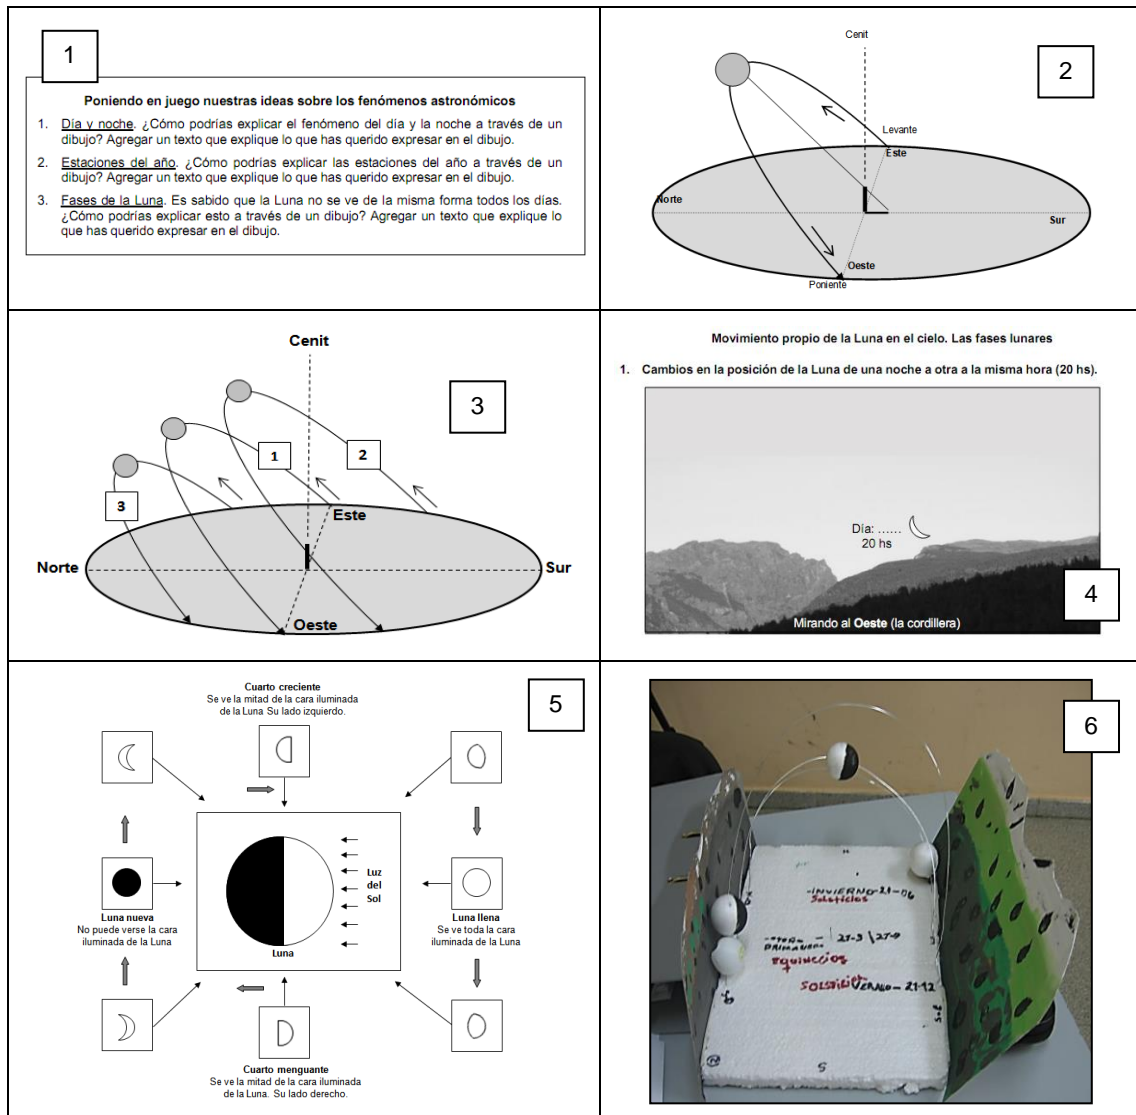 1
Poniendo en juego nuestras ideas sobre los fenómenos astronómicos
1. Día y noche. ¿Cómo podrías explicar el fenómeno del día y la noche a través de un
dibujo? Agregar un texto que explique lo que has querido expresar en el dibujo.
2. Estaciones del año. ¿Cómo podrías explicar las estaciones del año a través de un
dibujo? Agregar un texto que explique lo que has querido expresar en el dibujo.
3. Fases de la Luna. Es sabido que la Luna no se ve de la misma forma todos los días.
¿Cómo podrías explicar esto a través de un dibujo? Agregar un texto que explique lo
que has querido expresar en el dibujo.
Cenit
2
Levante
Este
Norte
Sur
Oeste
Poniente
Cenit
3
1
2
3
Este
Norte
Sur
Oeste
Movimiento propio de la Luna en el cielo. Las fases lunares
1. Cambios en la posición de la Luna de una noche a otra a la misma hora (20 hs).
Día: ......
20 hs
4
Mirando al Oeste (la cordillera)
5
Cuarto creciente
Se ve la mitad de la cara iluminada
de la Luna Su lado izquierdo.
Luz
del
Sol
Luna
Luna nueva
No puede verse la cara
iluminada de la Luna
Luna llena
Se ve toda la cara
iluminada de la Luna
Cuarto menguante
Se ve la mitad de la cara iluminada
de la Luna. Su lado derecho.
6
-INVIERNO-21-06
Solsticios
21-3 \ 21-9
Equinoccios
SOLSTICIO VERANO-21-12